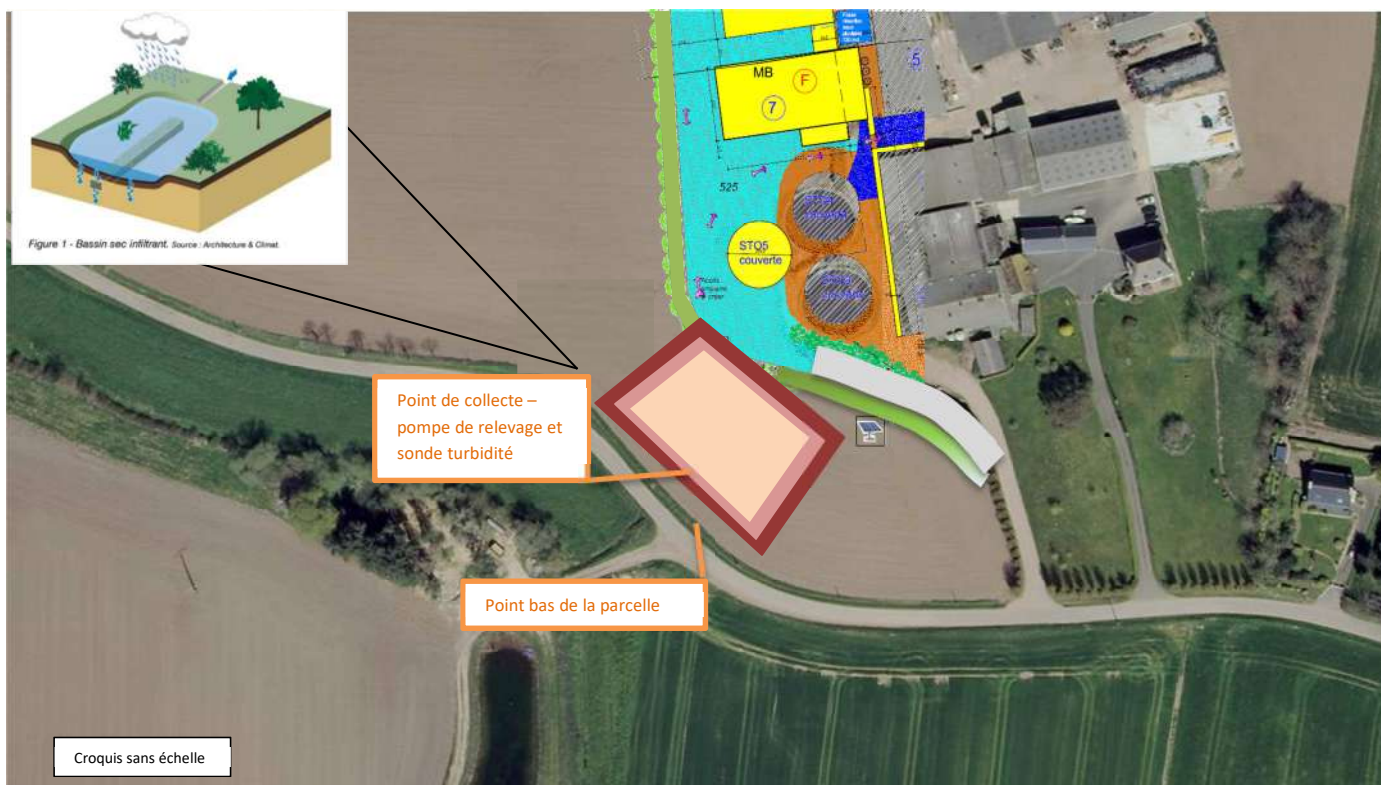 Figure 1 - Bassin sec infiltrant. Source : Architecture & Climat.
MB
F
7
5
525
STO5
couverte
Point de collecte –
pompe de relevage et
sonde turbidité
Point bas de la parcelle
Croquis sans échelle